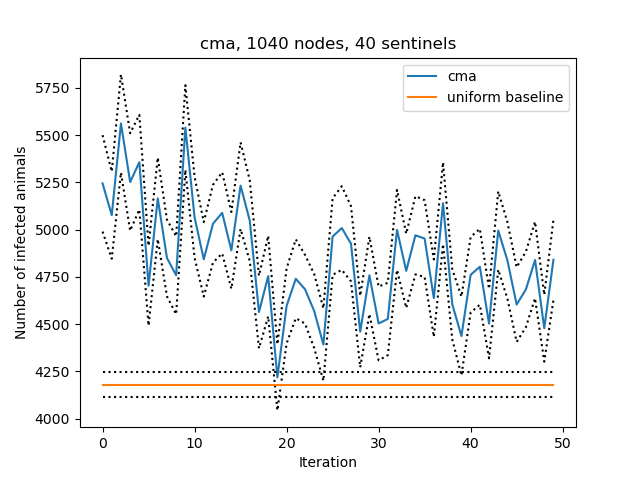 cma, 1040 nodes, 40 sentinels
cma
uniform baseline
Number of infected animals
5750
5500
5250
5000
4750
4500
4250
4000
0 10 20 30 40 50
Iteration